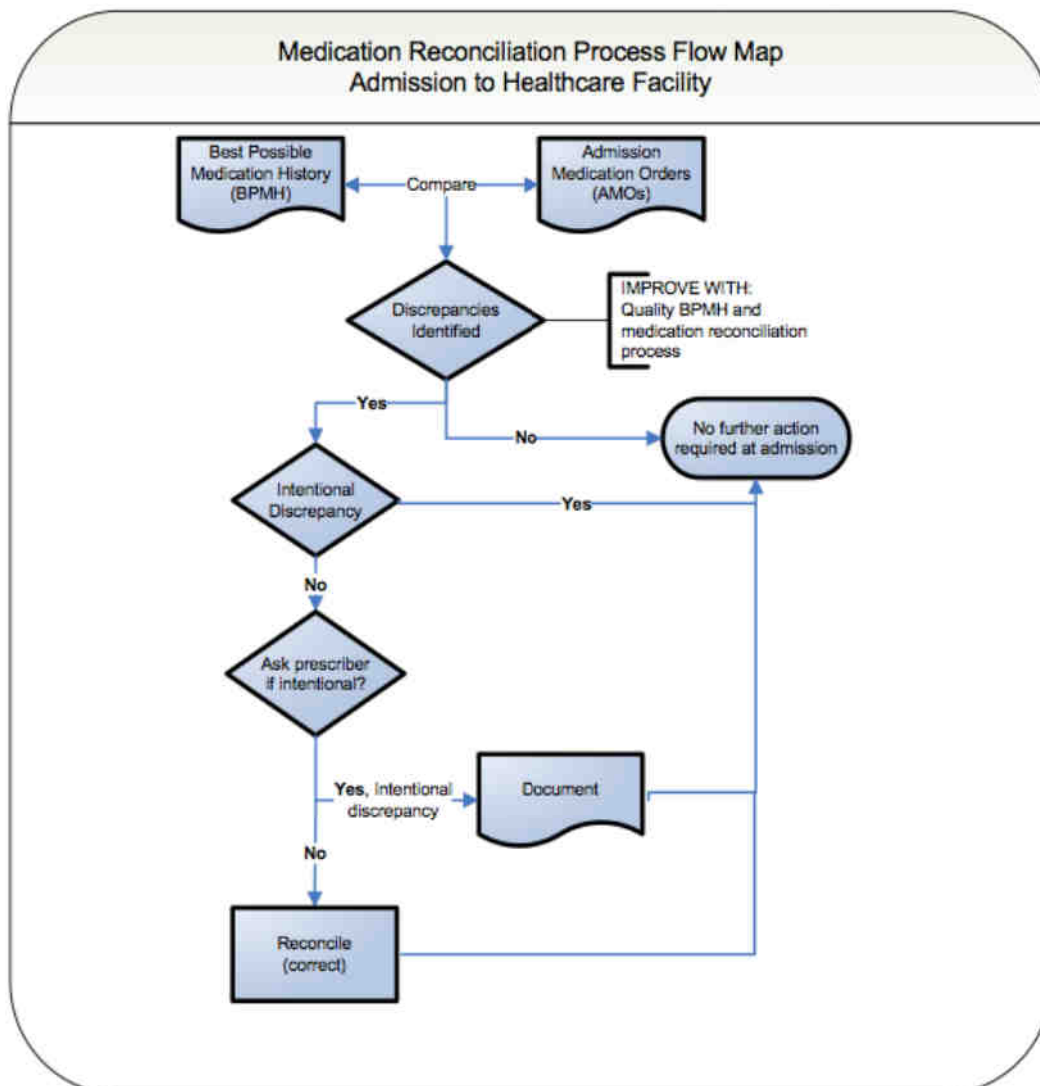 Medication Reconciliation Process Flow Map
Admission to Healthcare Facility
Best Possible
Medication History
(BPMH)
Compare
Admission
Medication Orders
(AMOs)
Discrepancies
Identified
IMPROVE WITH:
Quality BPMH and
medication reconciliation
process
Yes
No
No further action
required at admission
Intentional
Discrepancy
Yes
No
Ask prescriber
if intentional?
Yes, Intentional
discrepancy
Document
No
Reconcile
(correct)